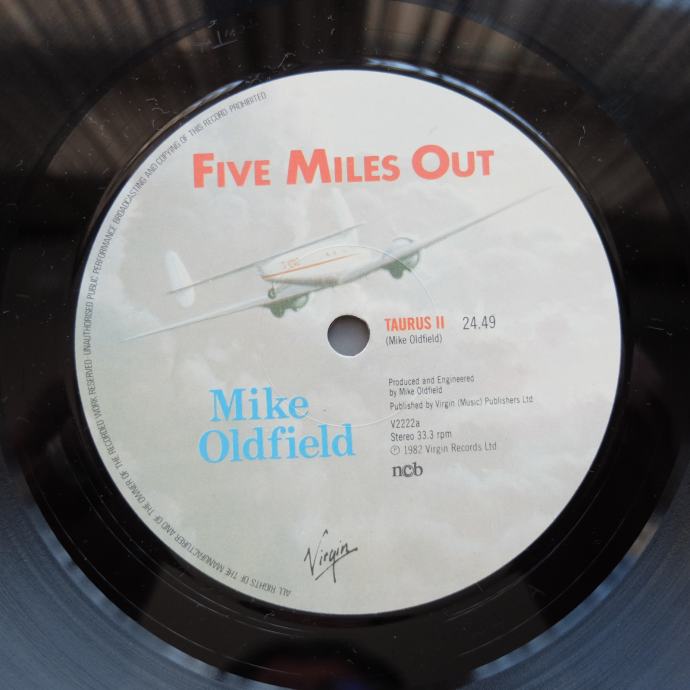 FIVE MILES OUT
TAURUS II 24.49
(Mike Oldfield)
Produced and Engineered
by Mike Oldfield
Published by Virgin (Music) Publishers Ltd
V2222a
Stereo 33.3 rpm
℗ 1982 Virgin Records Ltd
ncb
Mike
Oldfield
Virgin
ALL RIGHTS OF THE MANUFACTURER AND OF THE OWNER OF THE RECORDED WORK RESERVED · UNAUTHORISED PUBLIC PERFORMANCE BROADCASTING AND COPYING OF THIS RECORD PROHIBITED